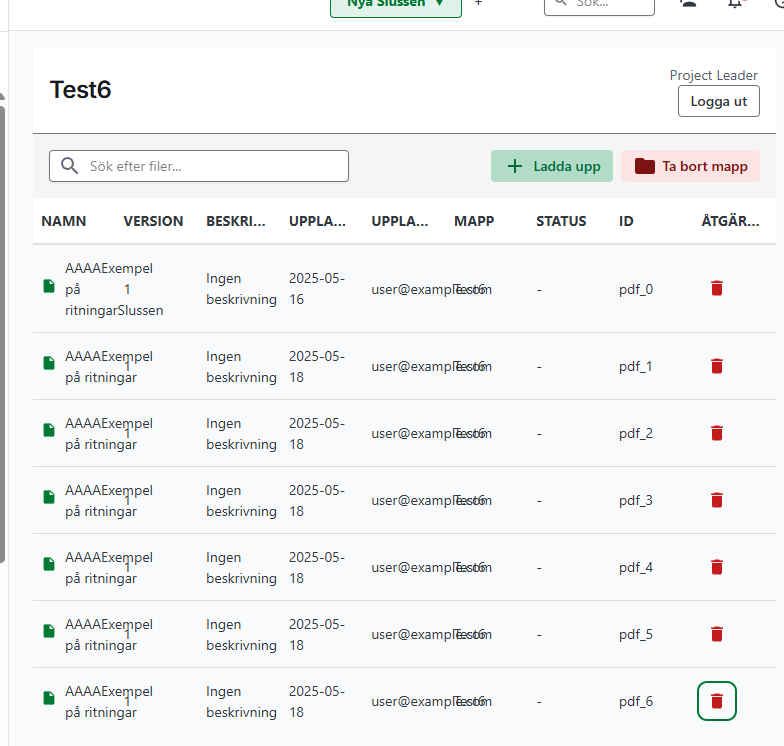 Nya Slussen ▼ + Sök...
Test6
Project Leader
Logga ut
Sök efter filer...
+ Ladda upp
Ta bort mapp
NAMN VERSION BESKRI... UPPLA... UPPLA... MAPP STATUS ID ÅTGÄR...
AAAAExempel
på
ritningarSlussen
1
Ingen
beskrivning
2025-05-
16
user@example.com
Test6
-
pdf_0
AAAAExempel
på ritningar
1
Ingen
beskrivning
2025-05-
18
user@example.com
Test6
-
pdf_1
AAAAExempel
på ritningar
1
Ingen
beskrivning
2025-05-
18
user@example.com
Test6
-
pdf_2
AAAAExempel
på ritningar
1
Ingen
beskrivning
2025-05-
18
user@example.com
Test6
-
pdf_3
AAAAExempel
på ritningar
1
Ingen
beskrivning
2025-05-
18
user@example.com
Test6
-
pdf_4
AAAAExempel
på ritningar
1
Ingen
beskrivning
2025-05-
18
user@example.com
Test6
-
pdf_5
AAAAExempel
på ritningar
1
Ingen
beskrivning
2025-05-
18
user@example.com
Test6
-
pdf_6